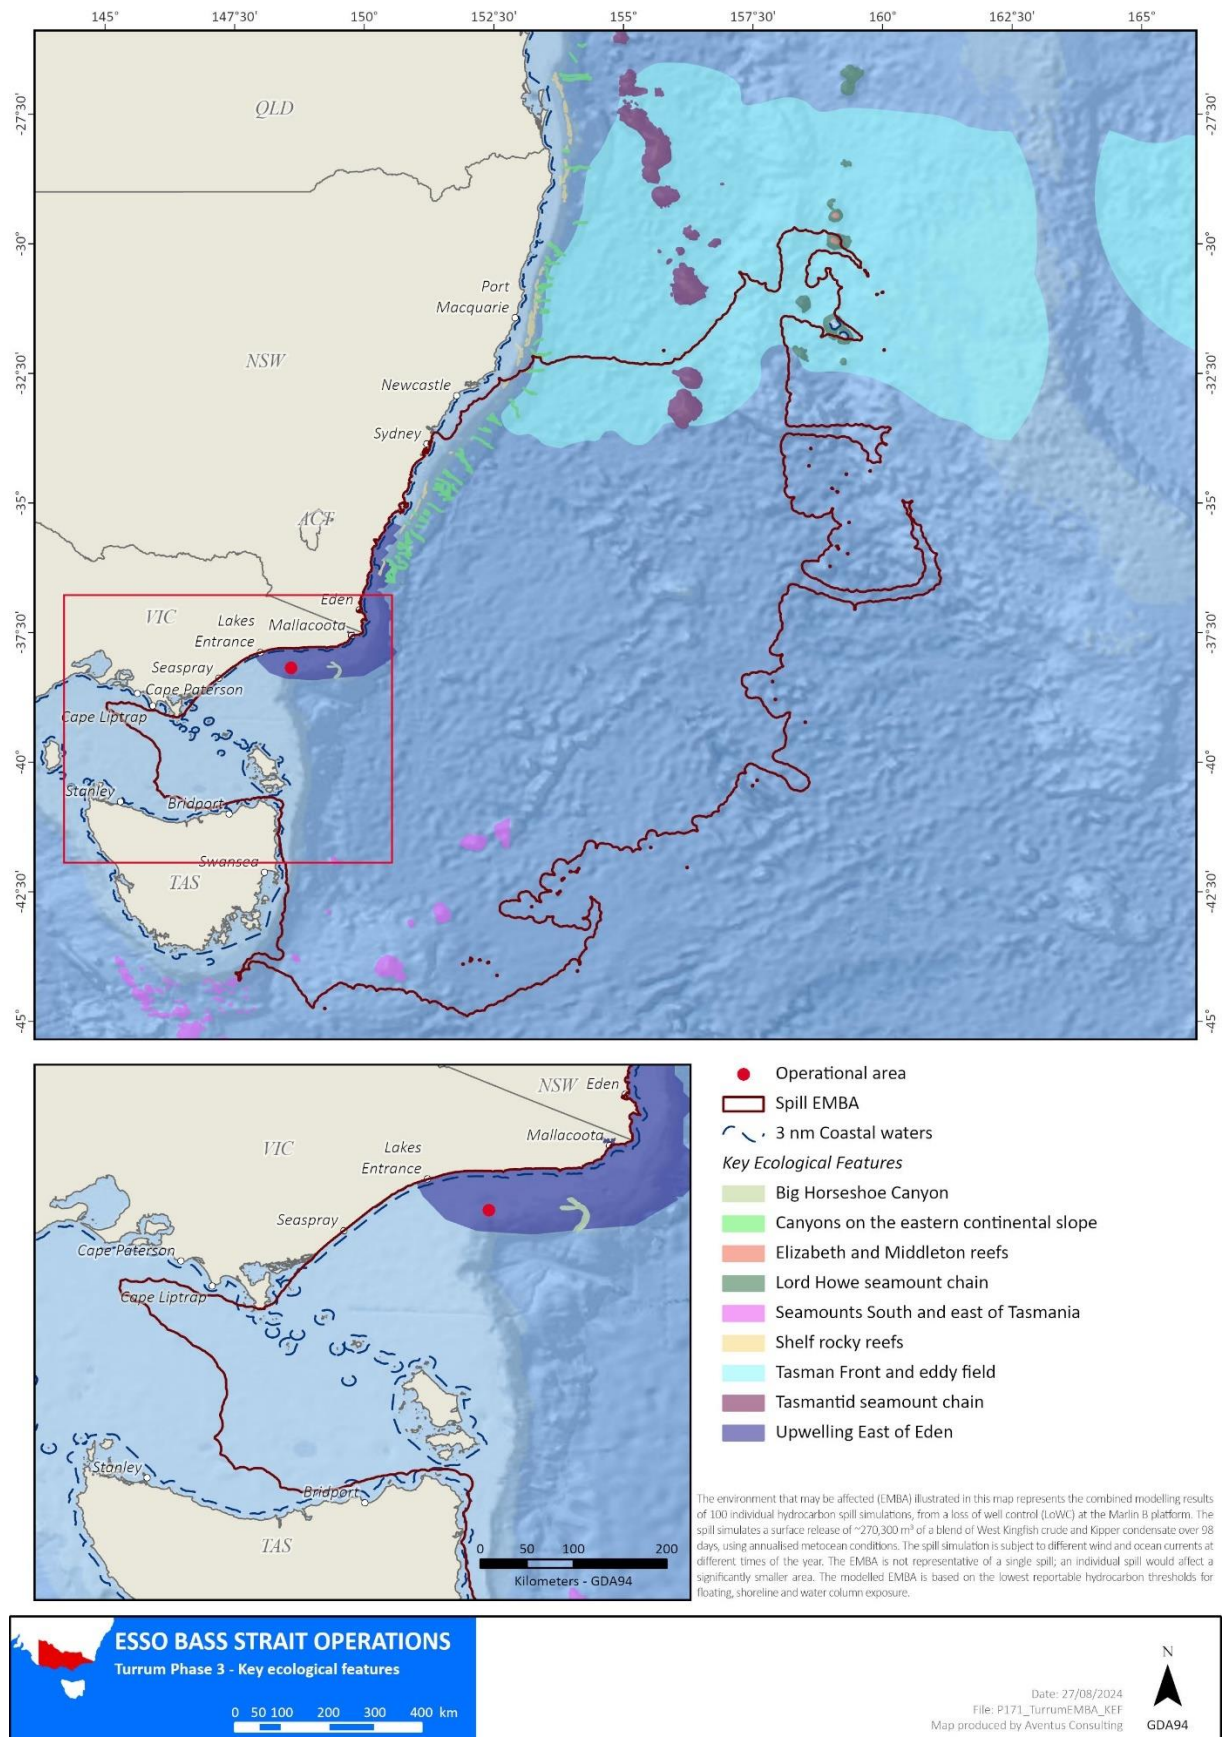 145° 147°30' 150° 152°30' 155° 157°30' 160° 162°30' 165°
-27°30' -27°30'
QLD
-30° -30°
Port
Macquarie
NSW
-32°30' -32°30'
Newcastle
Sydney
-35° -35°
ACT
Eden
VIC
Lakes
Entrance
Mallacoota
-37°30' -37°30'
Seaspray
Cape Paterson
Cape Liptrap
-40° -40°
Stanley
Bridport
Swansea
TAS
-42°30' -42°30'
-45° -45°
NSW
Eden
Mallacoota
VIC
Lakes
Entrance
Seaspray
Cape Paterson
Cape Liptrap
Stanley
Bridport
TAS
0 50 100 200
Kilometers - GDA94
Operational area
Spill EMBA
3 nm Coastal waters
Key Ecological Features
Big Horseshoe Canyon
Canyons on the eastern continental slope
Elizabeth and Middleton reefs
Lord Howe seamount chain
Seamounts South and east of Tasmania
Shelf rocky reefs
Tasman Front and eddy field
Tasmantid seamount chain
Upwelling East of Eden
The environment that may be affected (EMBA) illustrated in this map represents the combined modelling results
of 100 individual hydrocarbon spill simulations, from a loss of well control (LoWC) at the Marlin B platform. The
spill simulates a surface release of ~270,300 m³ of a blend of West Kingfish crude and Kipper condensate over 98
days, using annualised metocean conditions. The spill simulation is subject to different wind and ocean currents at
different times of the year. The EMBA is not representative of a single spill; an individual spill would affect a
significantly smaller area. The modelled EMBA is based on the lowest reportable hydrocarbon thresholds for
floating, shoreline and water column exposure.
ESSO BASS STRAIT OPERATIONS
Turrum Phase 3 - Key ecological features
0 50 100 200 300 400 km
N
Date: 27/08/2024
File: P171_TurrumEMBA_KEF
Map produced by Aventus Consulting
GDA94